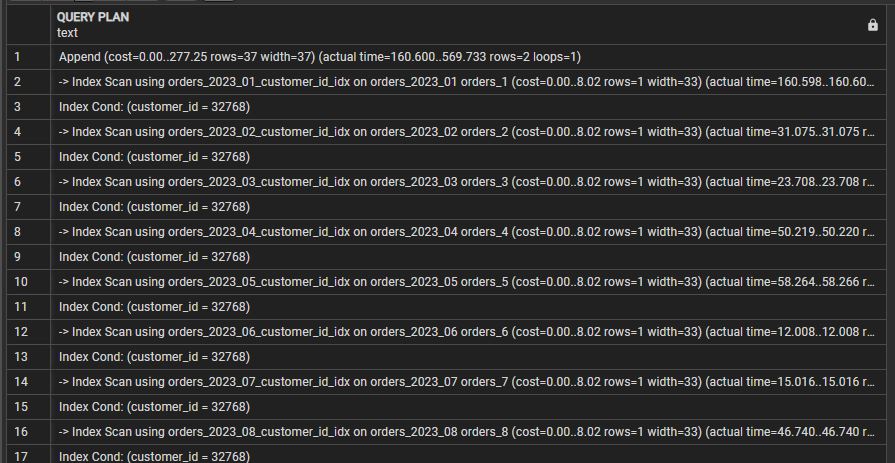 QUERY PLAN
text
1 Append (cost=0.00..277.25 rows=37 width=37) (actual time=160.600..569.733 rows=2 loops=1)
2 -> Index Scan using orders_2023_01_customer_id_idx on orders_2023_01 orders_1 (cost=0.00..8.02 rows=1 width=33) (actual time=160.598..160.60...
3 Index Cond: (customer_id = 32768)
4 -> Index Scan using orders_2023_02_customer_id_idx on orders_2023_02 orders_2 (cost=0.00..8.02 rows=1 width=33) (actual time=31.075..31.075 r...
5 Index Cond: (customer_id = 32768)
6 -> Index Scan using orders_2023_03_customer_id_idx on orders_2023_03 orders_3 (cost=0.00..8.02 rows=1 width=33) (actual time=23.708..23.708 r...
7 Index Cond: (customer_id = 32768)
8 -> Index Scan using orders_2023_04_customer_id_idx on orders_2023_04 orders_4 (cost=0.00..8.02 rows=1 width=33) (actual time=50.219..50.220 r...
9 Index Cond: (customer_id = 32768)
10 -> Index Scan using orders_2023_05_customer_id_idx on orders_2023_05 orders_5 (cost=0.00..8.02 rows=1 width=33) (actual time=58.264..58.266 r...
11 Index Cond: (customer_id = 32768)
12 -> Index Scan using orders_2023_06_customer_id_idx on orders_2023_06 orders_6 (cost=0.00..8.02 rows=1 width=33) (actual time=12.008..12.008 r...
13 Index Cond: (customer_id = 32768)
14 -> Index Scan using orders_2023_07_customer_id_idx on orders_2023_07 orders_7 (cost=0.00..8.02 rows=1 width=33) (actual time=15.016..15.016 r...
15 Index Cond: (customer_id = 32768)
16 -> Index Scan using orders_2023_08_customer_id_idx on orders_2023_08 orders_8 (cost=0.00..8.02 rows=1 width=33) (actual time=46.740..46.740 r...
17 Index Cond: (customer_id = 32768)